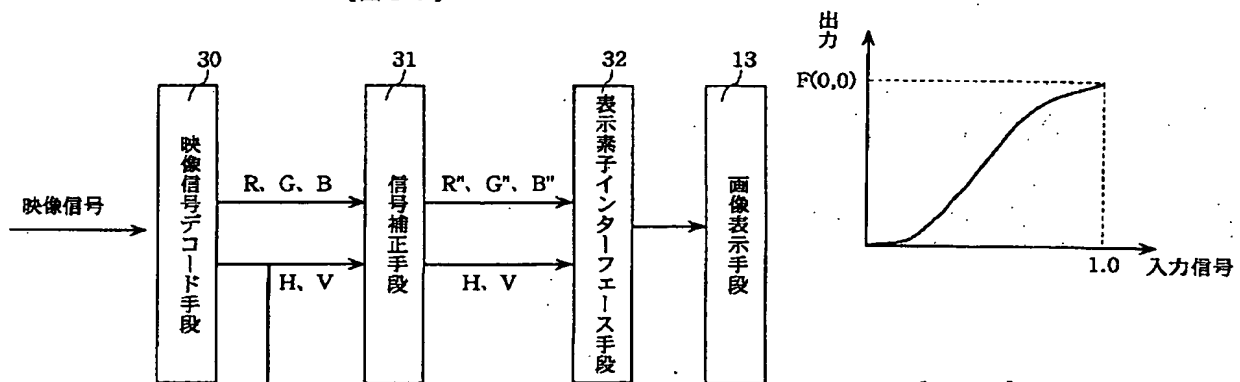 30
31
32
13
映像信号
映像信号デコード手段
R、G、B
H、V
信号補正手段
R"、G"、B"
H、V
表示素子インターフェース手段
画像表示手段
出力
F(0,0)
1.0
入力信号